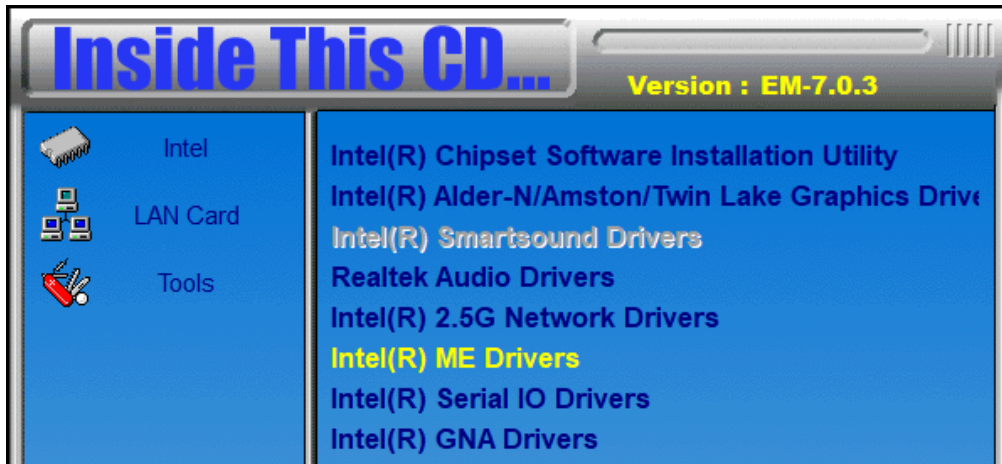 Inside This CD...
Version : EM-7.0.3
Intel
LAN Card
Tools
Intel(R) Chipset Software Installation Utility
Intel(R) Alder-N/Amston/Twin Lake Graphics Drive
Intel(R) Smartsound Drivers
Realtek Audio Drivers
Intel(R) 2.5G Network Drivers
Intel(R) ME Drivers
Intel(R) Serial IO Drivers
Intel(R) GNA Drivers